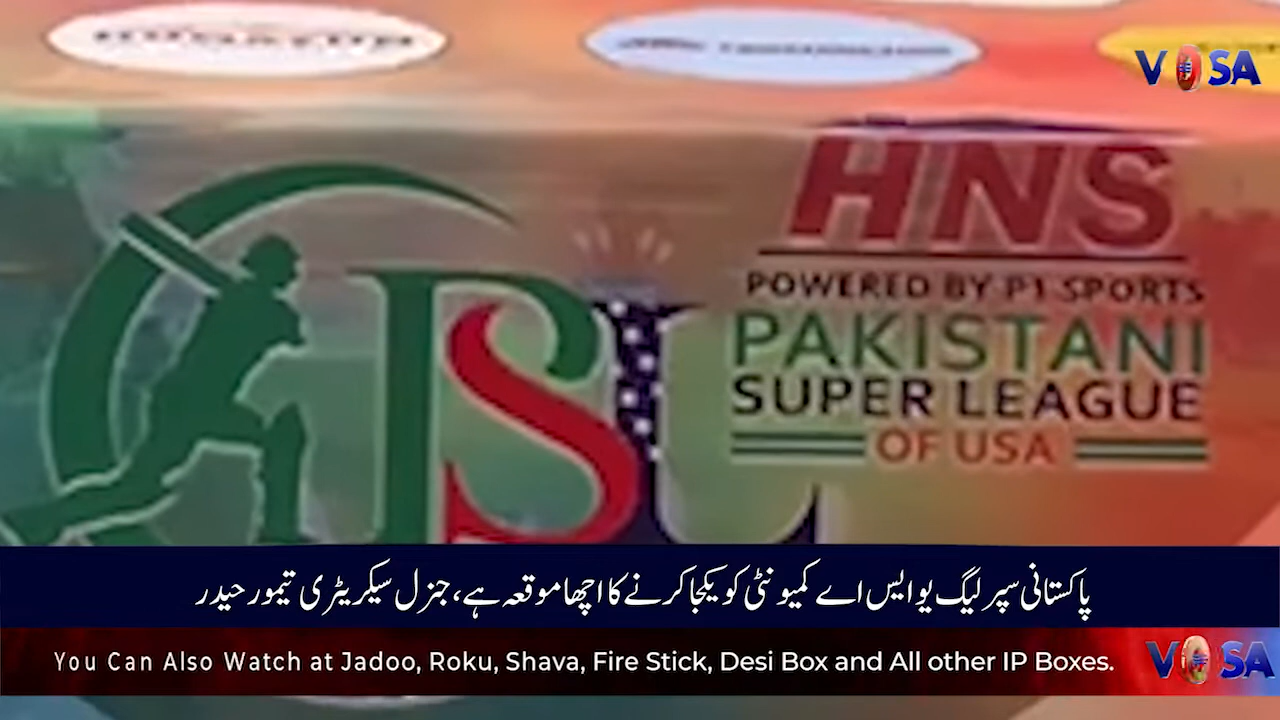 VOSA
HNS
POWERED BY P1 SPORTS
PSL
PAKISTANI
SUPER LEAGUE
OF USA
پاکستانی سپر لیگ یو ایس اے کمیونٹی کو یکجا کرنے کا اچھا موقعہ ہے، جنرل سیکریٹری تیمور حیدر
You Can Also Watch at Jadoo, Roku, Shava, Fire Stick, Desi Box and All other IP Boxes.
VOSA